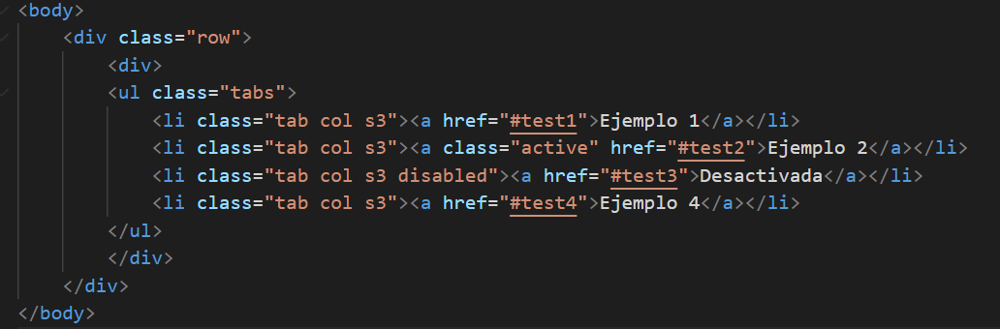 <body>
<div class="row">
<div>
<ul class="tabs">
<li class="tab col s3"><a href="#test1">Ejemplo 1</a></li>
<li class="tab col s3"><a class="active" href="#test2">Ejemplo 2</a></li>
<li class="tab col s3 disabled"><a href="#test3">Desactivada</a></li>
<li class="tab col s3"><a href="#test4">Ejemplo 4</a></li>
</ul>
</div>
</div>
</body>